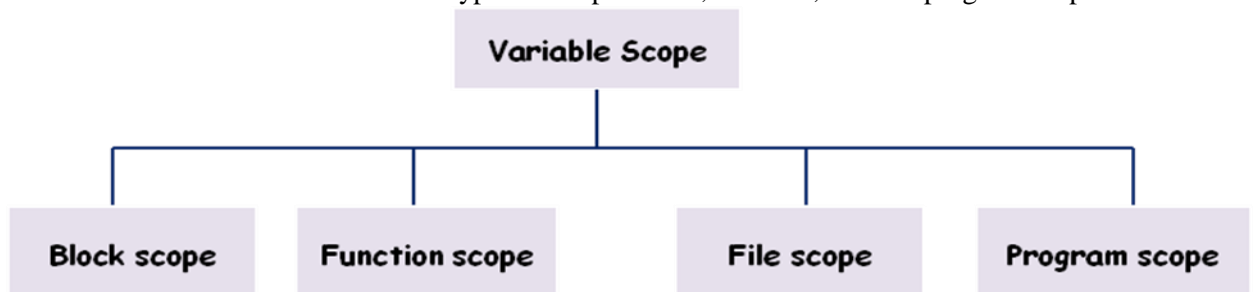 Variable Scope
Block scope
Function scope
File scope
Program scope